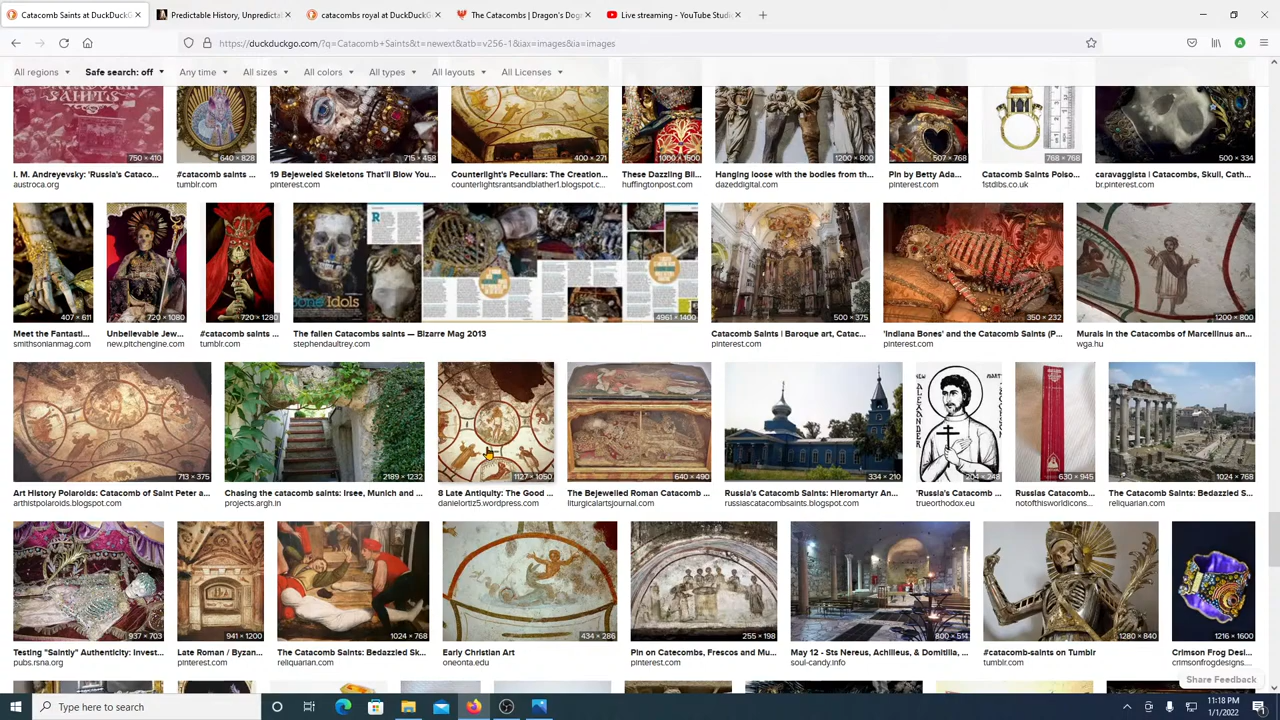 Catacomb Saints at DuckDuckG
Predictable History, Unpredictal
catacombs royal at DuckDuckG
The Catacombs | Dragon's Dog
Live streaming - YouTube Studi
https://duckduckgo.com/?q=Catacomb+Saints&t=newext&atb=v256-1&iax=images&ia=images
All regions
Safe search: off
Any time
All sizes
All colors
All types
All layouts
All Licenses
SAINTS
750 × 410
640 × 828
715 × 458
400 × 271
1000 × 1500
1200 × 800
507 × 768
768 × 768
500 × 334
I. M. Andreyevsky: 'Russia's Cataco...
#catacomb saints ...
19 Bejeweled Skeletons That'll Blow You...
Counterlight's Peculiars: The Creation...
These Dazzling Bli...
Hanging loose with the bodies from th...
Pin by Betty Ada...
Catacomb Saints Poiso...
caravaggista | Catacombs, Skull, Cath...
austroca.org
tumblr.com
pinterest.com
counterlightsrantsandblather1.blogspot.c...
huffingtonpost.com
dazeddigital.com
pinterest.com
1stdibs.co.uk
br.pinterest.com
Bone Idols
407 × 611
720 × 1080
720 × 1280
4961 × 1400
500 × 375
350 × 232
1200 × 800
Meet the Fantasti...
Unbelievable Jew...
#catacomb saints ...
The fallen Catacombs saints — Bizarre Mag 2013
Catacomb Saints | Baroque art, Catac...
'Indiana Bones' and the Catacomb Saints (P...
Murals in the Catacombs of Marcellinus an...
smithsonianmag.com
new.pitchengine.com
tumblr.com
stephendaultrey.com
pinterest.com
pinterest.com
wga.hu
NEW
ALEXANDER
713 × 375
2189 × 1232
1127 × 1050
640 × 490
334 × 210
204 × 248
630 × 945
1024 × 768
Art History Polaroids: Catacomb of Saint Peter a...
Chasing the catacomb saints: Irsee, Munich and ...
8 Late Antiquity: The Good ...
The Bejewelled Roman Catacomb ...
Russia's Catacomb Saints: Hieromartyr An...
'Russia's Catacomb ...
Russias Catacomb...
The Catacomb Saints: Bedazzled S...
arthistpolaroids.blogspot.com
projects.argh.in
danielortiz5.wordpress.com
liturgicalartsjournal.com
russiascatacombsaints.blogspot.com
trueorthodox.eu
notofthisworldicons...
reliquarian.com
937 × 703
941 × 1200
1024 × 768
434 × 286
255 × 198
800 × 514
1280 × 840
1216 × 1600
Testing "Saintly" Authenticity: Invest...
Late Roman / Byzan...
The Catacomb Saints: Bedazzled Sk...
Early Christian Art
Pin on Catecombs, Frescos and Mu...
May 12 - Sts Nereus, Achilleus, & Domitilla, ...
#catacomb-saints on Tumblr
Crimson Frog Desi...
pubs.rsna.org
pinterest.com
reliquarian.com
oneonta.edu
pinterest.com
soul-candy.info
tumblr.com
crimsonfrogdesigns...
Share Feedback
Type here to search
11:18 PM
1/1/2022